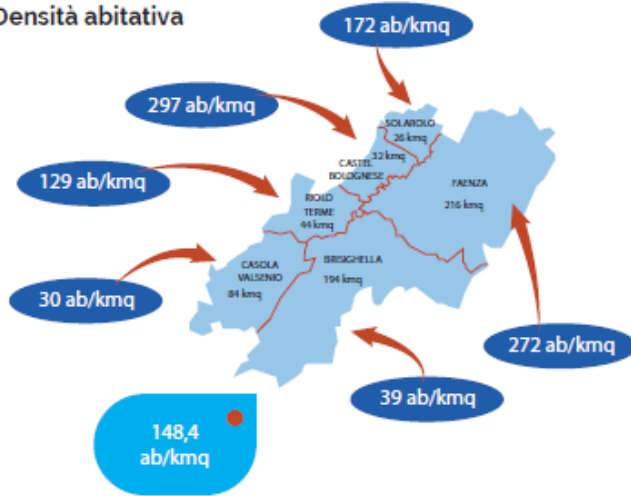 Densità abitativa
172 ab/kmq
297 ab/kmq
SOLAROLO
26 kmq
32 kmq
CASTEL
BOLOGNESE
129 ab/kmq
FAENZA
216 kmq
RIOLO
TERME
44 kmq
BRISIGHELLA
194 kmq
CASOLA
VALSENIO
84 kmq
30 ab/kmq
272 ab/kmq
39 ab/kmq
148,4
ab/kmq